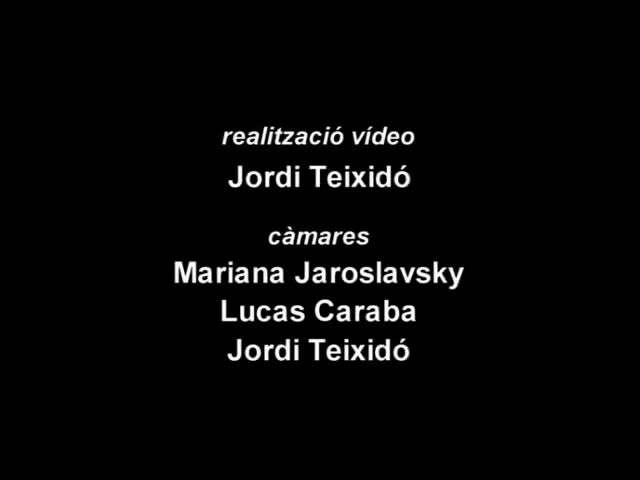 realització vídeo
Jordi Teixidó
càmares
Mariana Jaroslavsky
Lucas Caraba
Jordi Teixidó